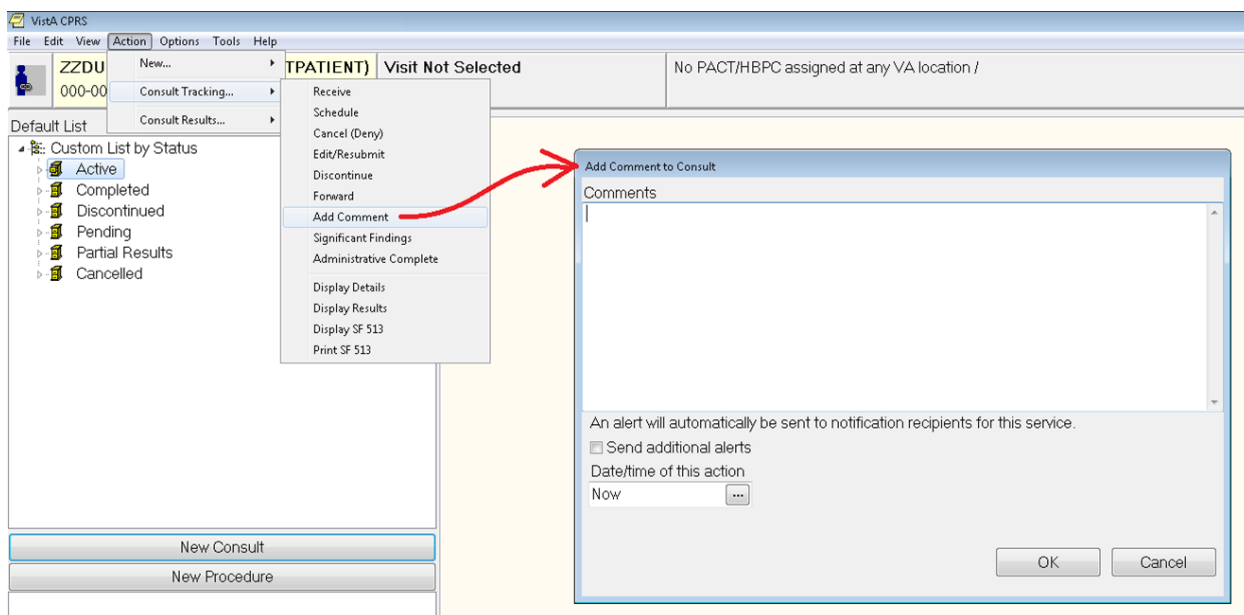 VistA CPRS
File Edit View Action Options Tools Help
ZZDU
000-00
TPATIENT)
Visit Not Selected
No PACT/HBPC assigned at any VA location /
New...
Consult Tracking...
Consult Results...
Default List
Custom List by Status
Active
Completed
Discontinued
Pending
Partial Results
Cancelled
Receive
Schedule
Cancel (Deny)
Edit/Resubmit
Discontinue
Forward
Add Comment
Significant Findings
Administrative Complete
Display Details
Display Results
Display SF 513
Print SF 513
Add Comment to Consult
Comments
An alert will automatically be sent to notification recipients for this service.
Send additional alerts
Date/time of this action
Now
...
OK Cancel
New Consult
New Procedure